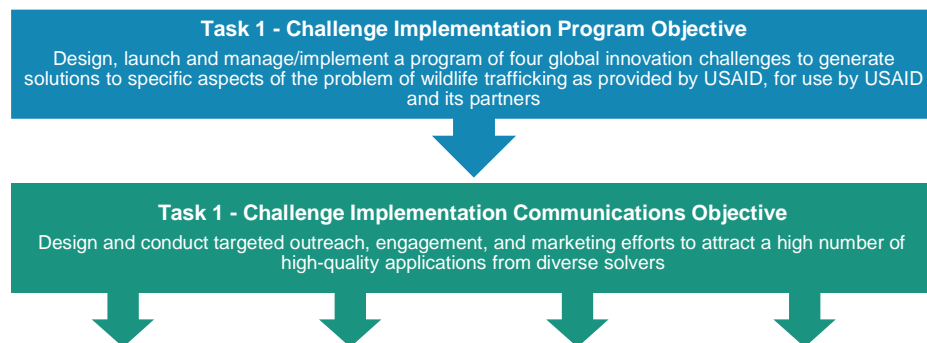 Task 1 - Challenge Implementation Program Objective
Design, launch and manage/implement a program of four global innovation challenges to generate
solutions to specific aspects of the problem of wildlife trafficking as provided by USAID, for use by USAID
and its partners
Task 1 - Challenge Implementation Communications Objective
Design and conduct targeted outreach, engagement, and marketing efforts to attract a high number of
high-quality applications from diverse solvers